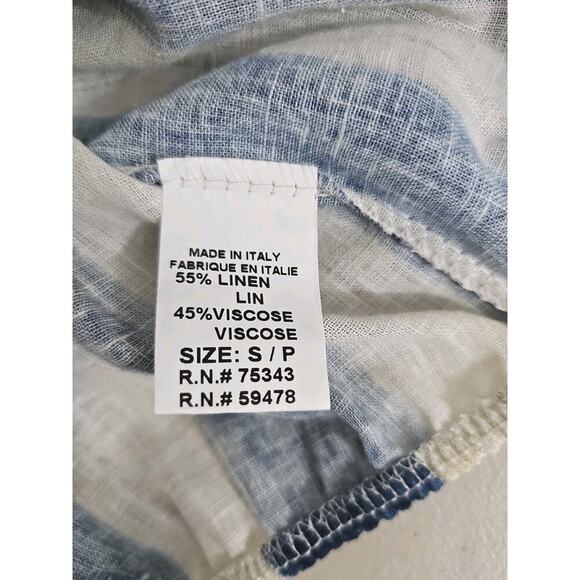 MADE IN ITALY
FABRIQUE EN ITALIE
55% LINEN
LIN
45%VISCOSE
VISCOSE
SIZE: S / P
R.N.# 75343
R.N.# 59478